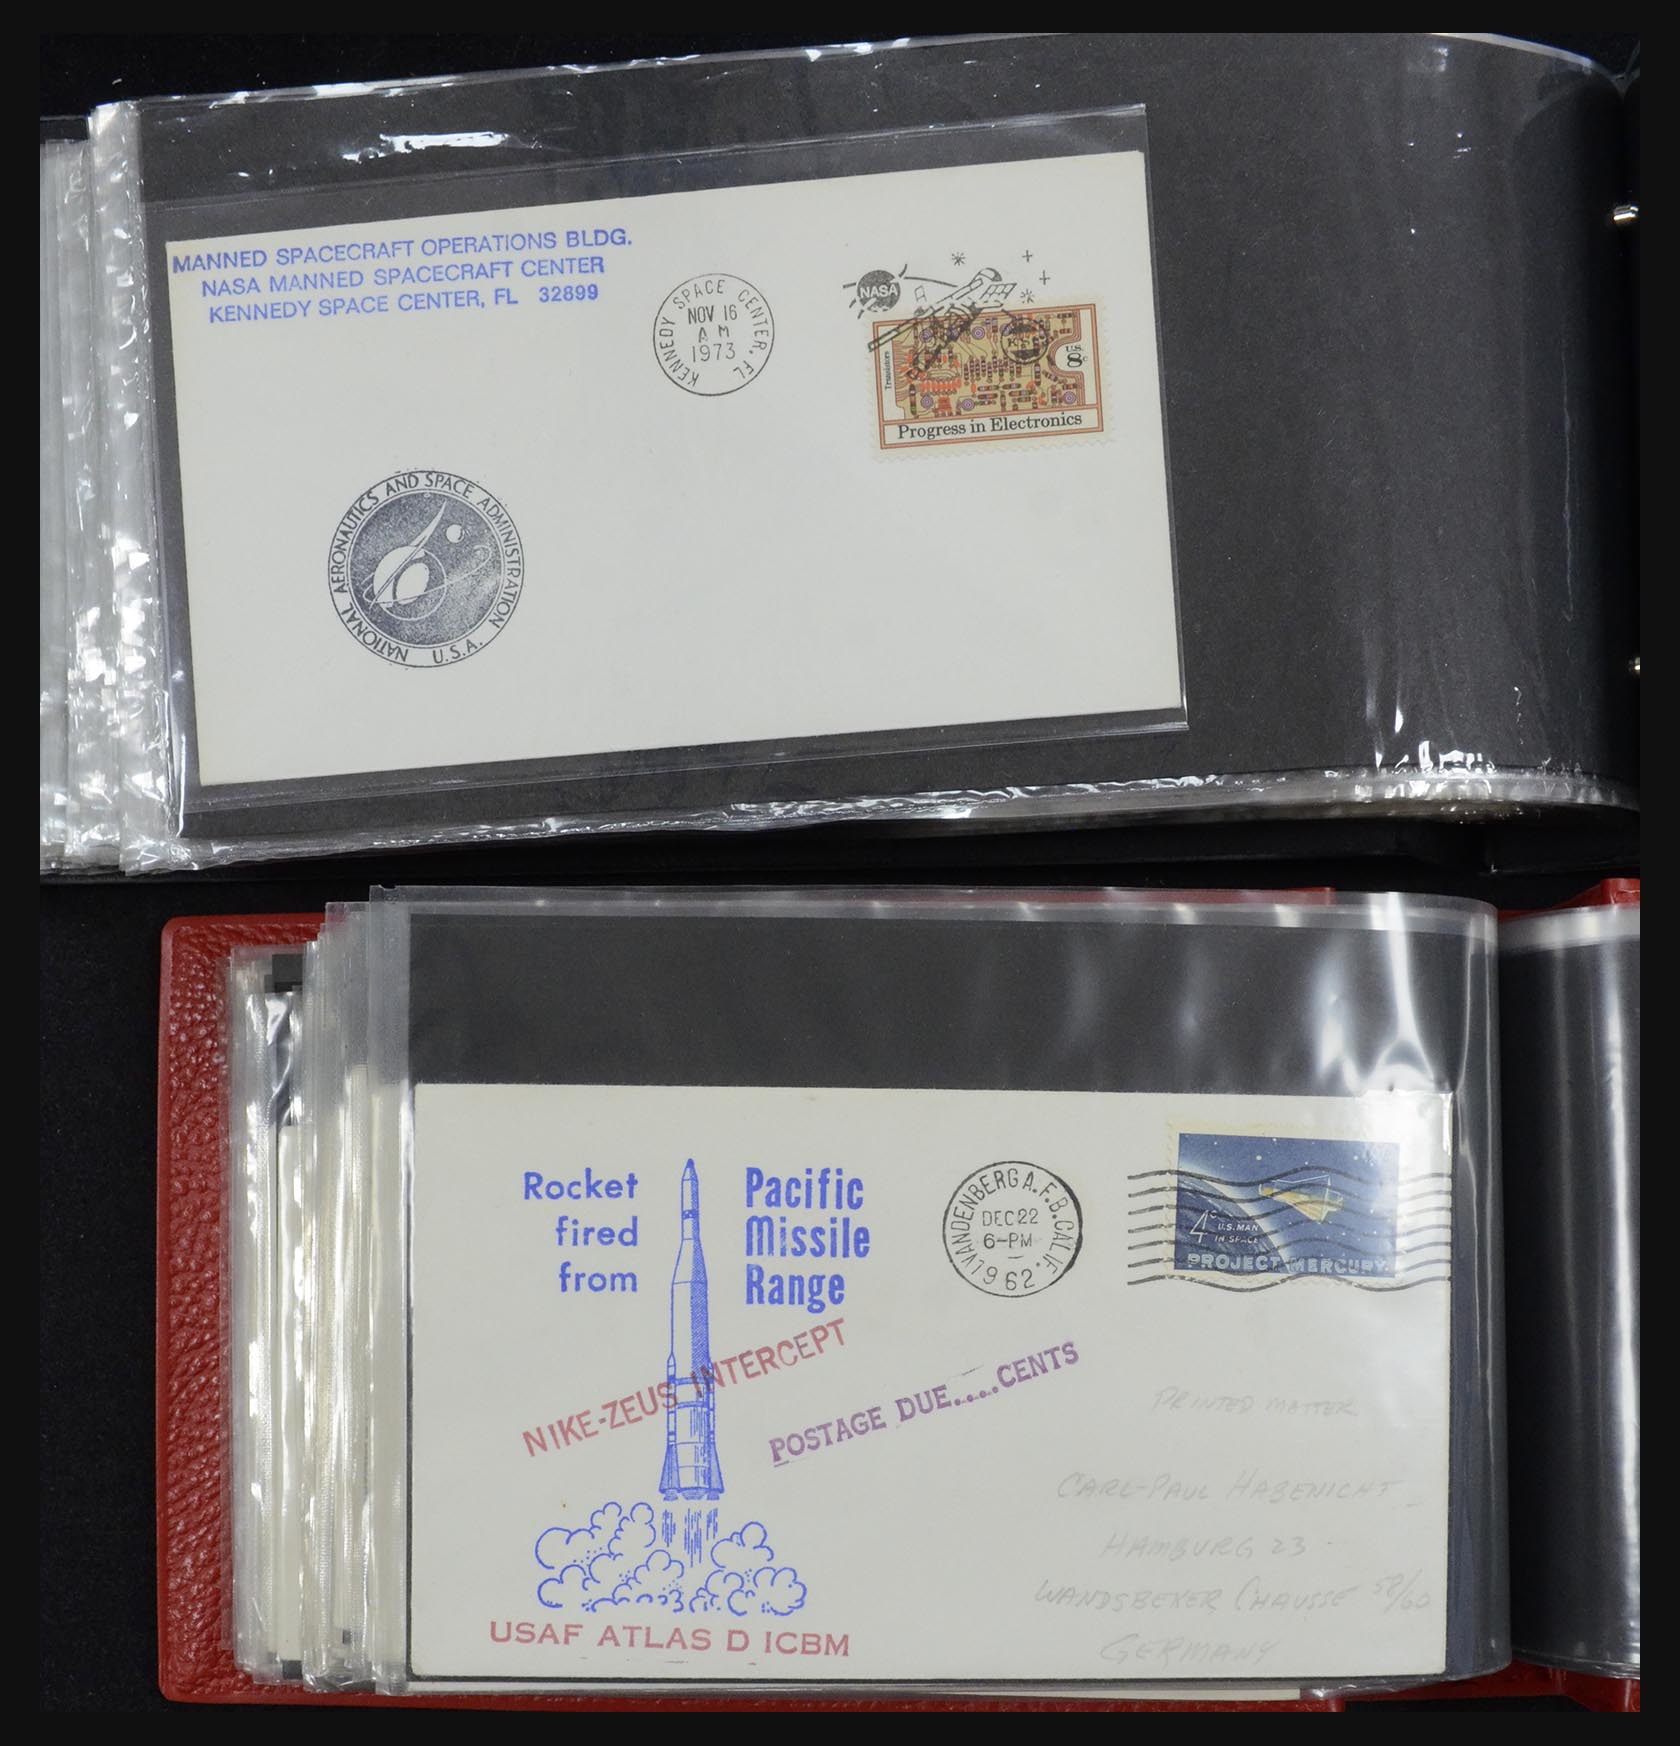 MANNED SPACECRAFT OPERATIONS BLDG.
NASA MANNED SPACECRAFT CENTER
KENNEDY SPACE CENTER, FL 32899
KENNEDY SPACE CENTER, FL
NOV 16
AM
1973
NASA
KSC
Transistors
U.S.
8c
Progress in Electronics
NATIONAL AERONAUTICS AND SPACE ADMINISTRATION
U.S.A.
Rocket
fired
from
Pacific
Missile
Range
VANDENBERG A.F.B. CALIF.
DEC 22
6-PM
1962
4c
U.S. MAN
IN SPACE
PROJECT MERCURY
NIKE-ZEUS INTERCEPT
POSTAGE DUE.....CENTS
PRINTED MATTER
CARL-PAUL HABENICHT
HAMBURG 23
WANDSBEKER CHAUSSE 58/60
GERMANY
USAF ATLAS D ICBM